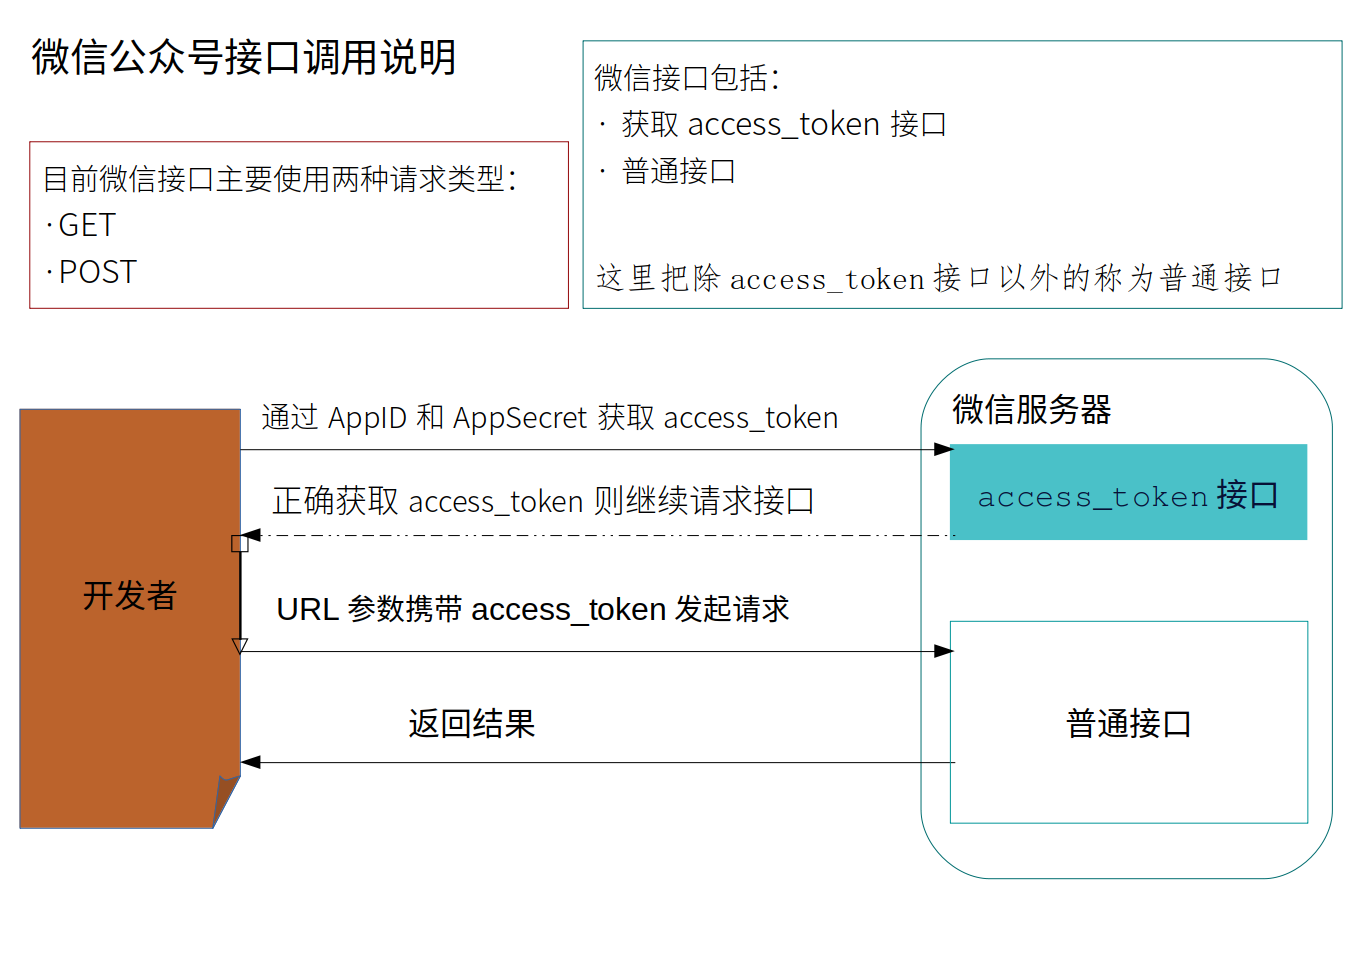 微信公众号接口调用说明
目前微信接口主要使用两种请求类型：
·GET
·POST
微信接口包括：
· 获取 access_token 接口
· 普通接口
这里把除 access_token 接口以外的称为普通接口
通过 AppID 和 AppSecret 获取 access_token
微信服务器
access_token 接口
正确获取 access_token 则继续请求接口
开发者
URL 参数携带 access_token 发起请求
返回结果
普通接口